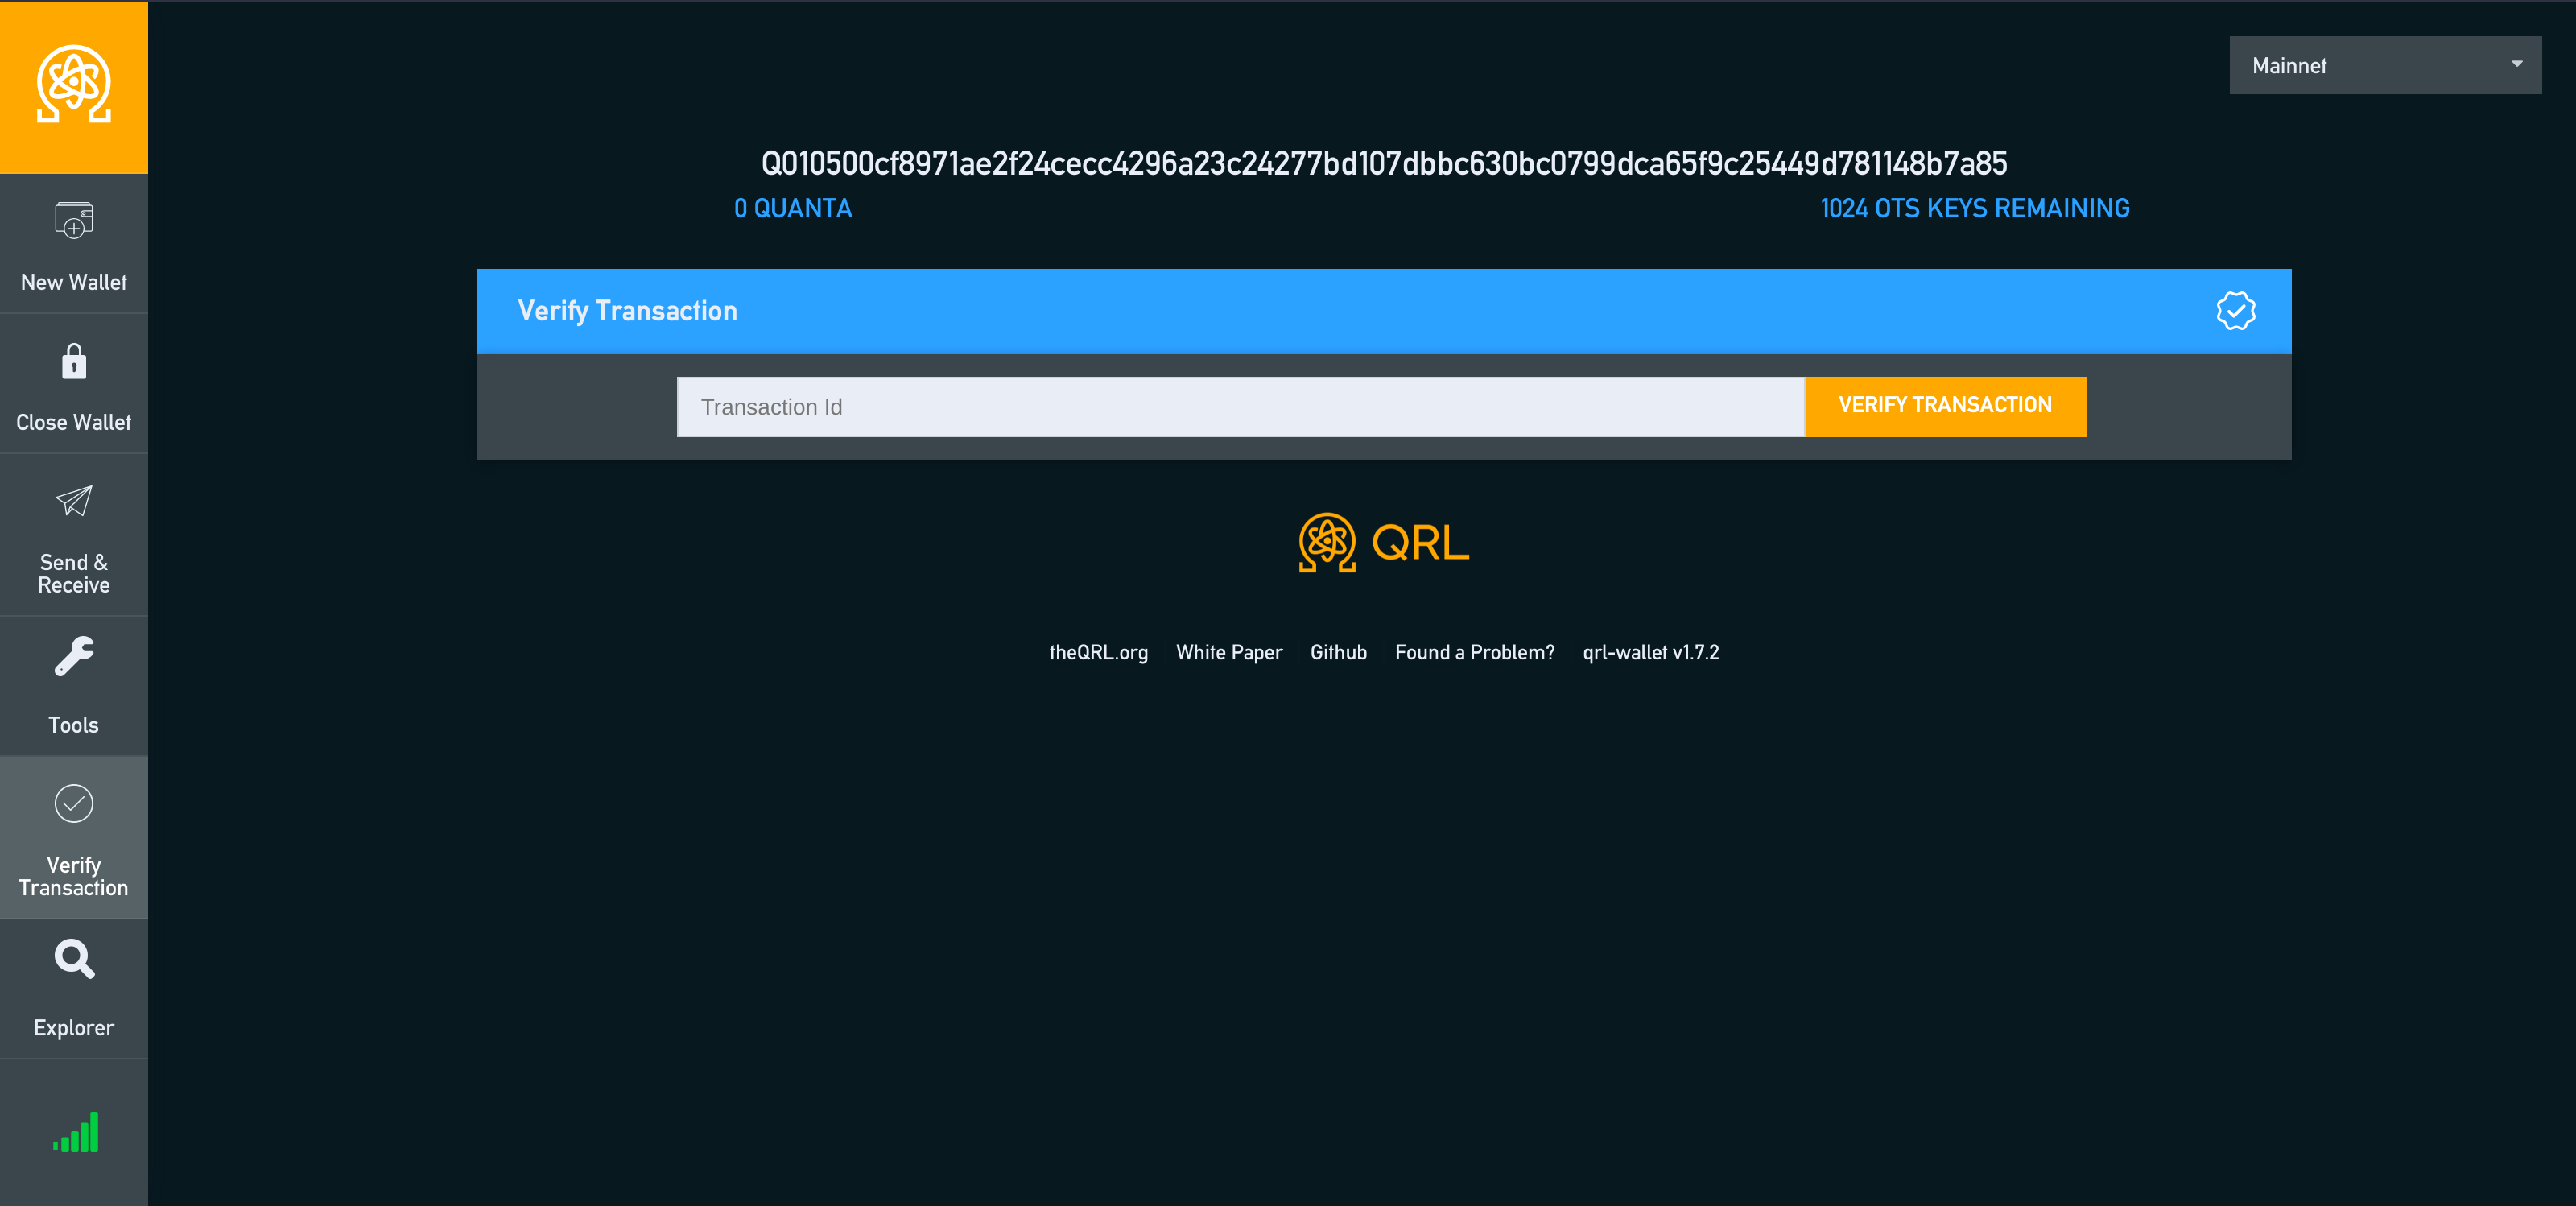 Mainnet
Q010500cf8971ae2f24cecc4296a23c24277bd107dbbc630bc0799dca65f9c25449d781148b7a85
0 QUANTA
1024 OTS KEYS REMAINING
New Wallet
Close Wallet
Send &
Receive
Tools
Verify
Transaction
Explorer
Verify Transaction
Transaction Id
VERIFY TRANSACTION
QRL
theQRL.org
White Paper
Github
Found a Problem?
qrl-wallet v1.7.2